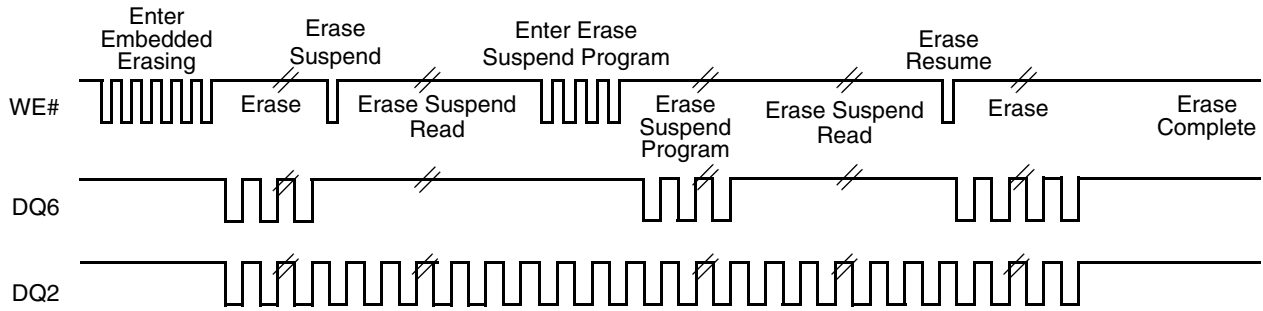 Enter
Embedded
Erasing
Erase
Suspend
Enter Erase
Suspend Program
Erase
Resume
WE#
Erase
Erase Suspend
Read
Erase
Suspend
Program
Erase Suspend
Read
Erase
Erase
Complete
DQ6
DQ2